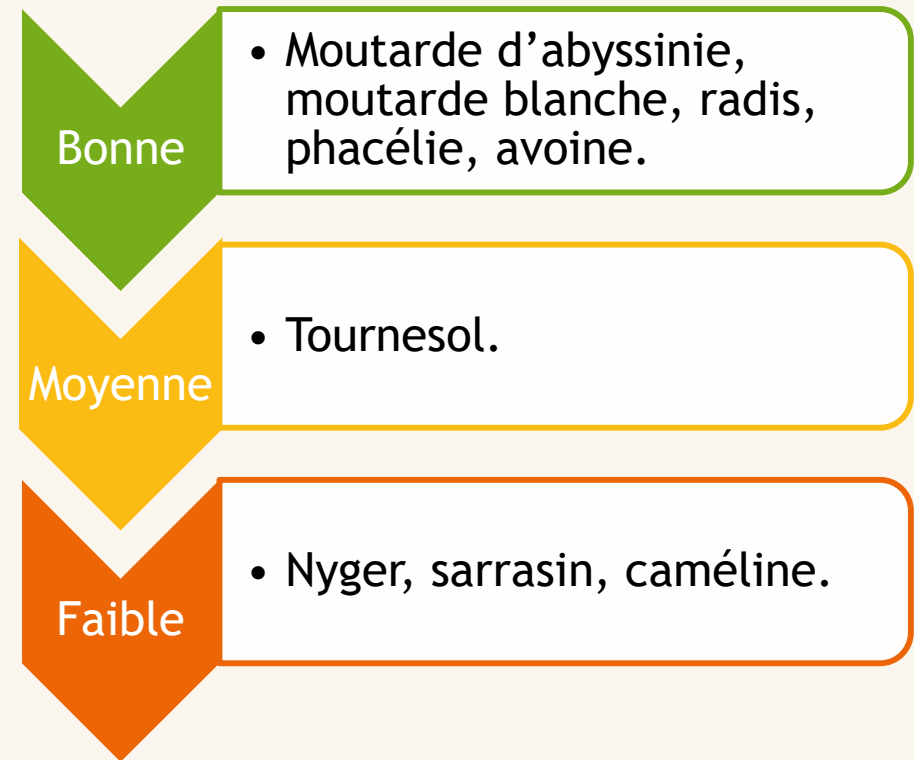 Bonne
• Moutarde d’abyssinie,
moutarde blanche, radis,
phacélie, avoine.
Moyenne
• Tournesol.
Faible
• Nyger, sarrasin, caméline.